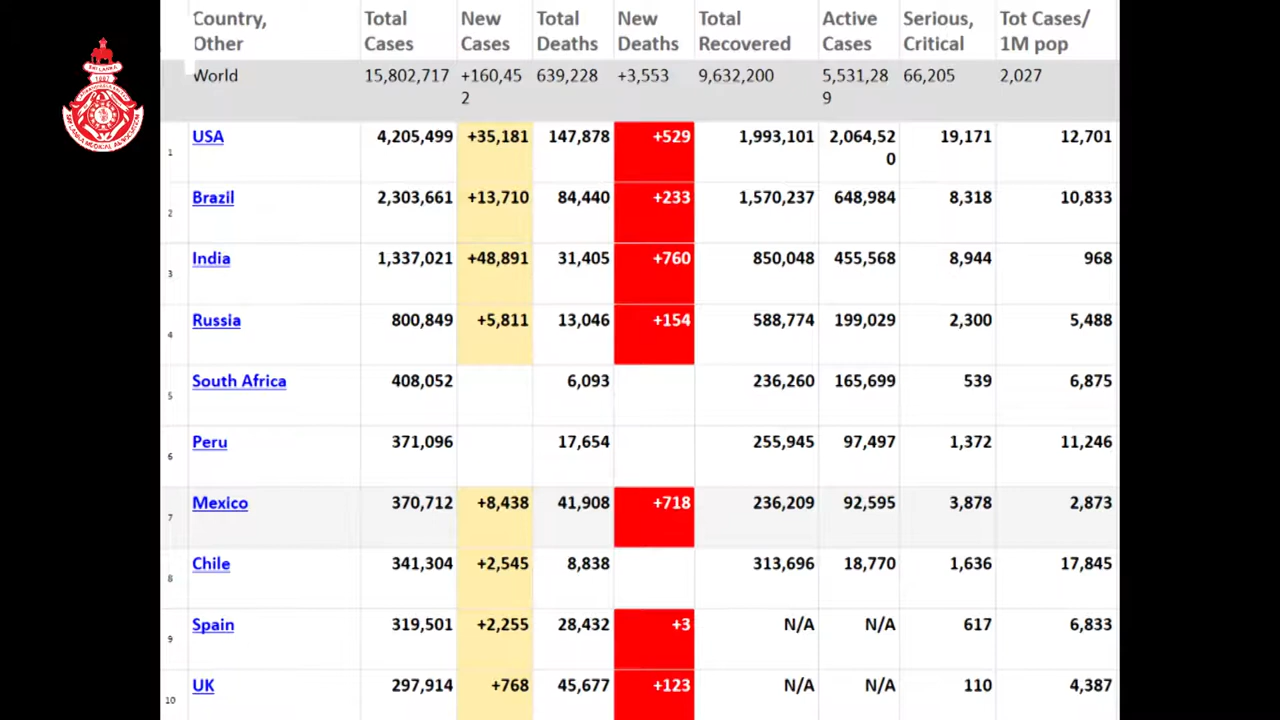 SRI LANKA
1887
SRI LANKA MEDICAL ASSOCIATION
Country, Other Total Cases New Cases Total Deaths New Deaths Total Recovered Active Cases Serious, Critical Tot Cases/ 1M pop
World 15,802,717 +160,452 639,228 +3,553 9,632,200 5,531,289 66,205 2,027
1 USA 4,205,499 +35,181 147,878 +529 1,993,101 2,064,520 19,171 12,701
2 Brazil 2,303,661 +13,710 84,440 +233 1,570,237 648,984 8,318 10,833
3 India 1,337,021 +48,891 31,405 +760 850,048 455,568 8,944 968
4 Russia 800,849 +5,811 13,046 +154 588,774 199,029 2,300 5,488
5 South Africa 408,052 6,093 236,260 165,699 539 6,875
6 Peru 371,096 17,654 255,945 97,497 1,372 11,246
7 Mexico 370,712 +8,438 41,908 +718 236,209 92,595 3,878 2,873
8 Chile 341,304 +2,545 8,838 313,696 18,770 1,636 17,845
9 Spain 319,501 +2,255 28,432 +3 N/A N/A 617 6,833
10 UK 297,914 +768 45,677 +123 N/A N/A 110 4,387